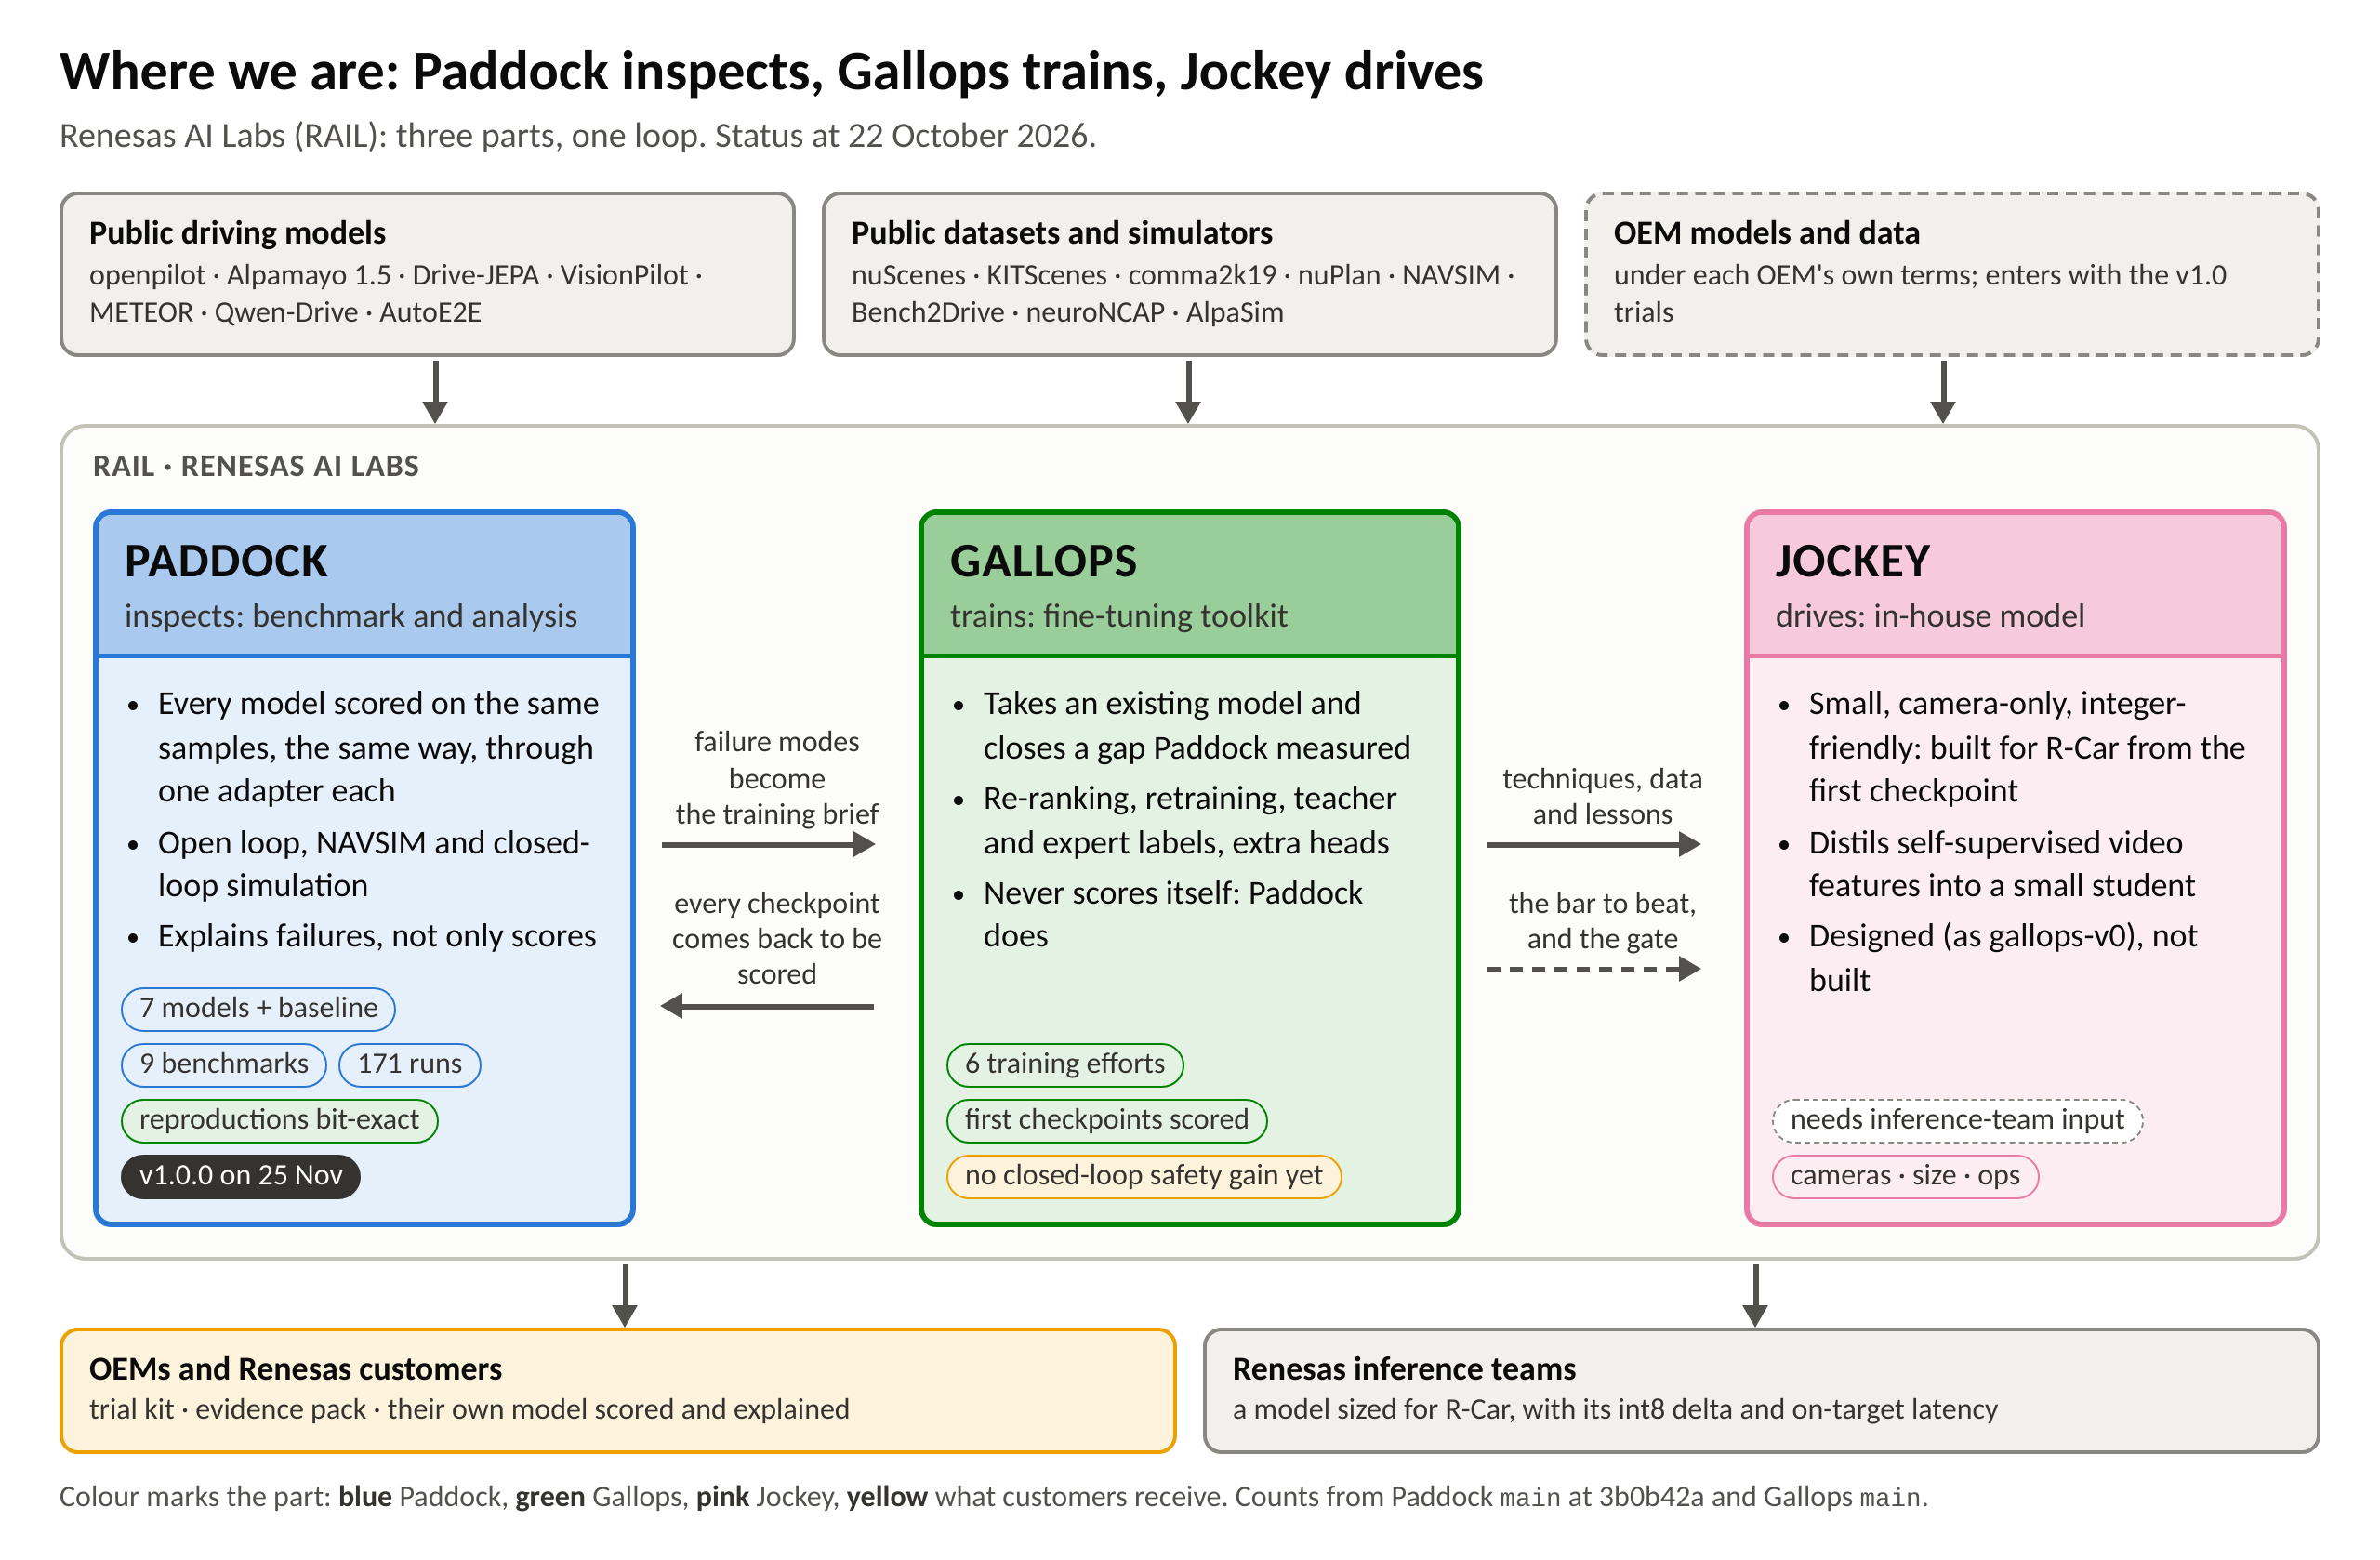 Where we are: Paddock inspects, Gallops trains, Jockey drives
Renesas AI Labs (RAIL): three parts, one loop. Status at 22 October 2026.
Public driving models
openpilot · Alpamayo 1.5 · Drive-JEPA · VisionPilot ·
METEOR · Qwen-Drive · AutoE2E
Public datasets and simulators
nuScenes · KITScenes · comma2k19 · nuPlan · NAVSIM ·
Bench2Drive · neuroNCAP · AlpaSim
OEM models and data
under each OEM's own terms; enters with the v1.0
trials
RAIL · RENESAS AI LABS
PADDOCK
inspects: benchmark and analysis
• Every model scored on the same
samples, the same way, through
one adapter each
• Open loop, NAVSIM and closed-
loop simulation
• Explains failures, not only scores
7 models + baseline
9 benchmarks
171 runs
reproductions bit-exact
v1.0.0 on 25 Nov
failure modes
become
the training brief
every checkpoint
comes back to be
scored
GALLOPS
trains: fine-tuning toolkit
• Takes an existing model and
closes a gap Paddock measured
• Re-ranking, retraining, teacher
and expert labels, extra heads
• Never scores itself: Paddock
does
6 training efforts
first checkpoints scored
no closed-loop safety gain yet
techniques, data
and lessons
the bar to beat,
and the gate
JOCKEY
drives: in-house model
• Small, camera-only, integer-
friendly: built for R-Car from the
first checkpoint
• Distils self-supervised video
features into a small student
• Designed (as gallops-v0), not
built
needs inference-team input
cameras · size · ops
OEMs and Renesas customers
trial kit · evidence pack · their own model scored and explained
Renesas inference teams
a model sized for R-Car, with its int8 delta and on-target latency
Colour marks the part: blue Paddock, green Gallops, pink Jockey, yellow what customers receive. Counts from Paddock main at 3b0b42a and Gallops main.